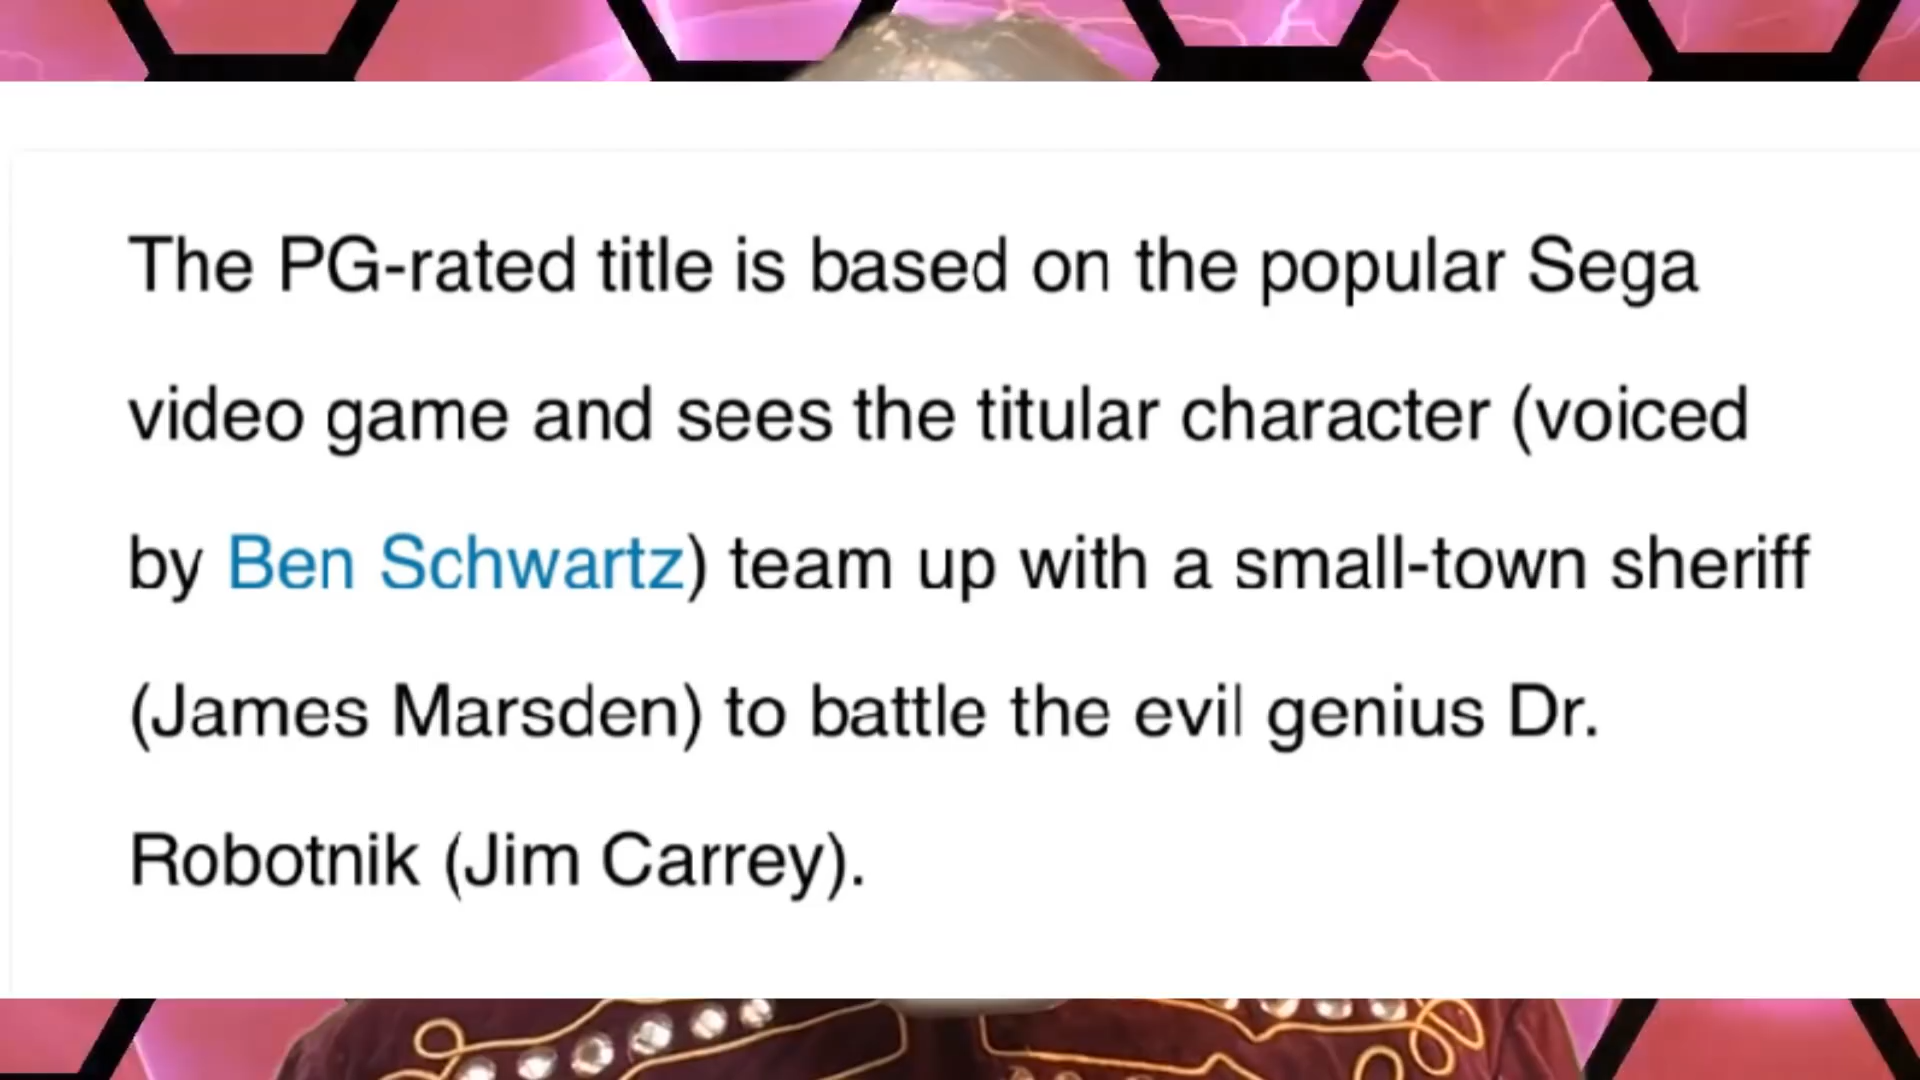 The PG-rated title is based on the popular Sega
video game and sees the titular character (voiced
by Ben Schwartz) team up with a small-town sheriff
(James Marsden) to battle the evil genius Dr.
Robotnik (Jim Carrey).